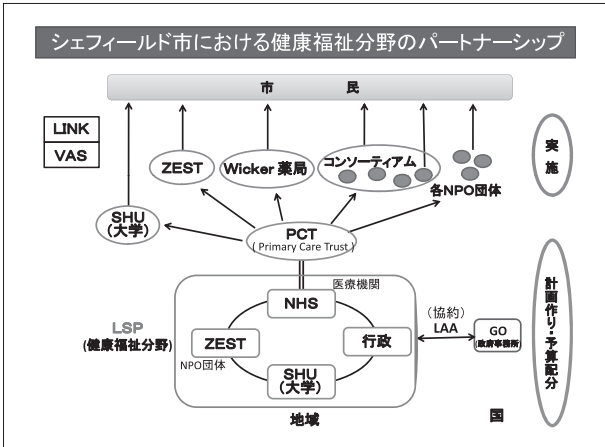 シェフィールド市における健康福祉分野のパートナーシップ
市 民
LINK
VAS
ZEST
Wicker 薬局
コンソーティアム
各NPO団体
実施
SHU
(大学)
PCT
( Primary Care Trust)
医療機関
NHS
LSP
(健康福祉分野)
ZEST
NPO団体
行政
SHU
(大学)
地域
(協約)
LAA
GO
(政府事務所)
国
計画作り・予算配分